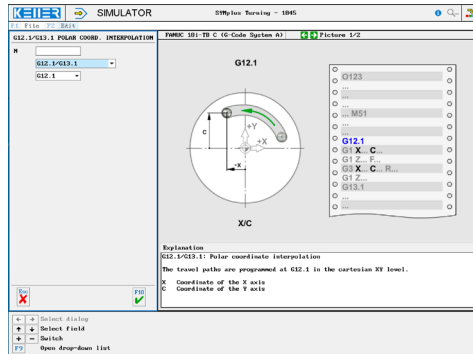 KELLER SIMULATOR SYMplus Turning - 1845
F1 Film F2 EXit
G12.1/G13.1 POLAR COORD. INTERPOLATION
N
G12.1/G13.1
G12.1
Esc F10
FANUC 18i-TB C (G-Code System A) Picture 1/2
G12.1
C
+Y
+X
-X
X/C
O123
...
...
... M51
...
G12.1
G1 X... C...
G1 Z... F...
G3 X... C... R...
G1 Z...
G13.1
...
Explanation
G12.1/G13.1: Polar coordinate interpolation
The travel paths are programmed at G12.1 in the cartesian XY level.
X Coordinate of the X axis
C Coordinate of the Y axis
← → Select dialog
↑ ↓ Select field
+ - Switch
F9 Open drop-down list